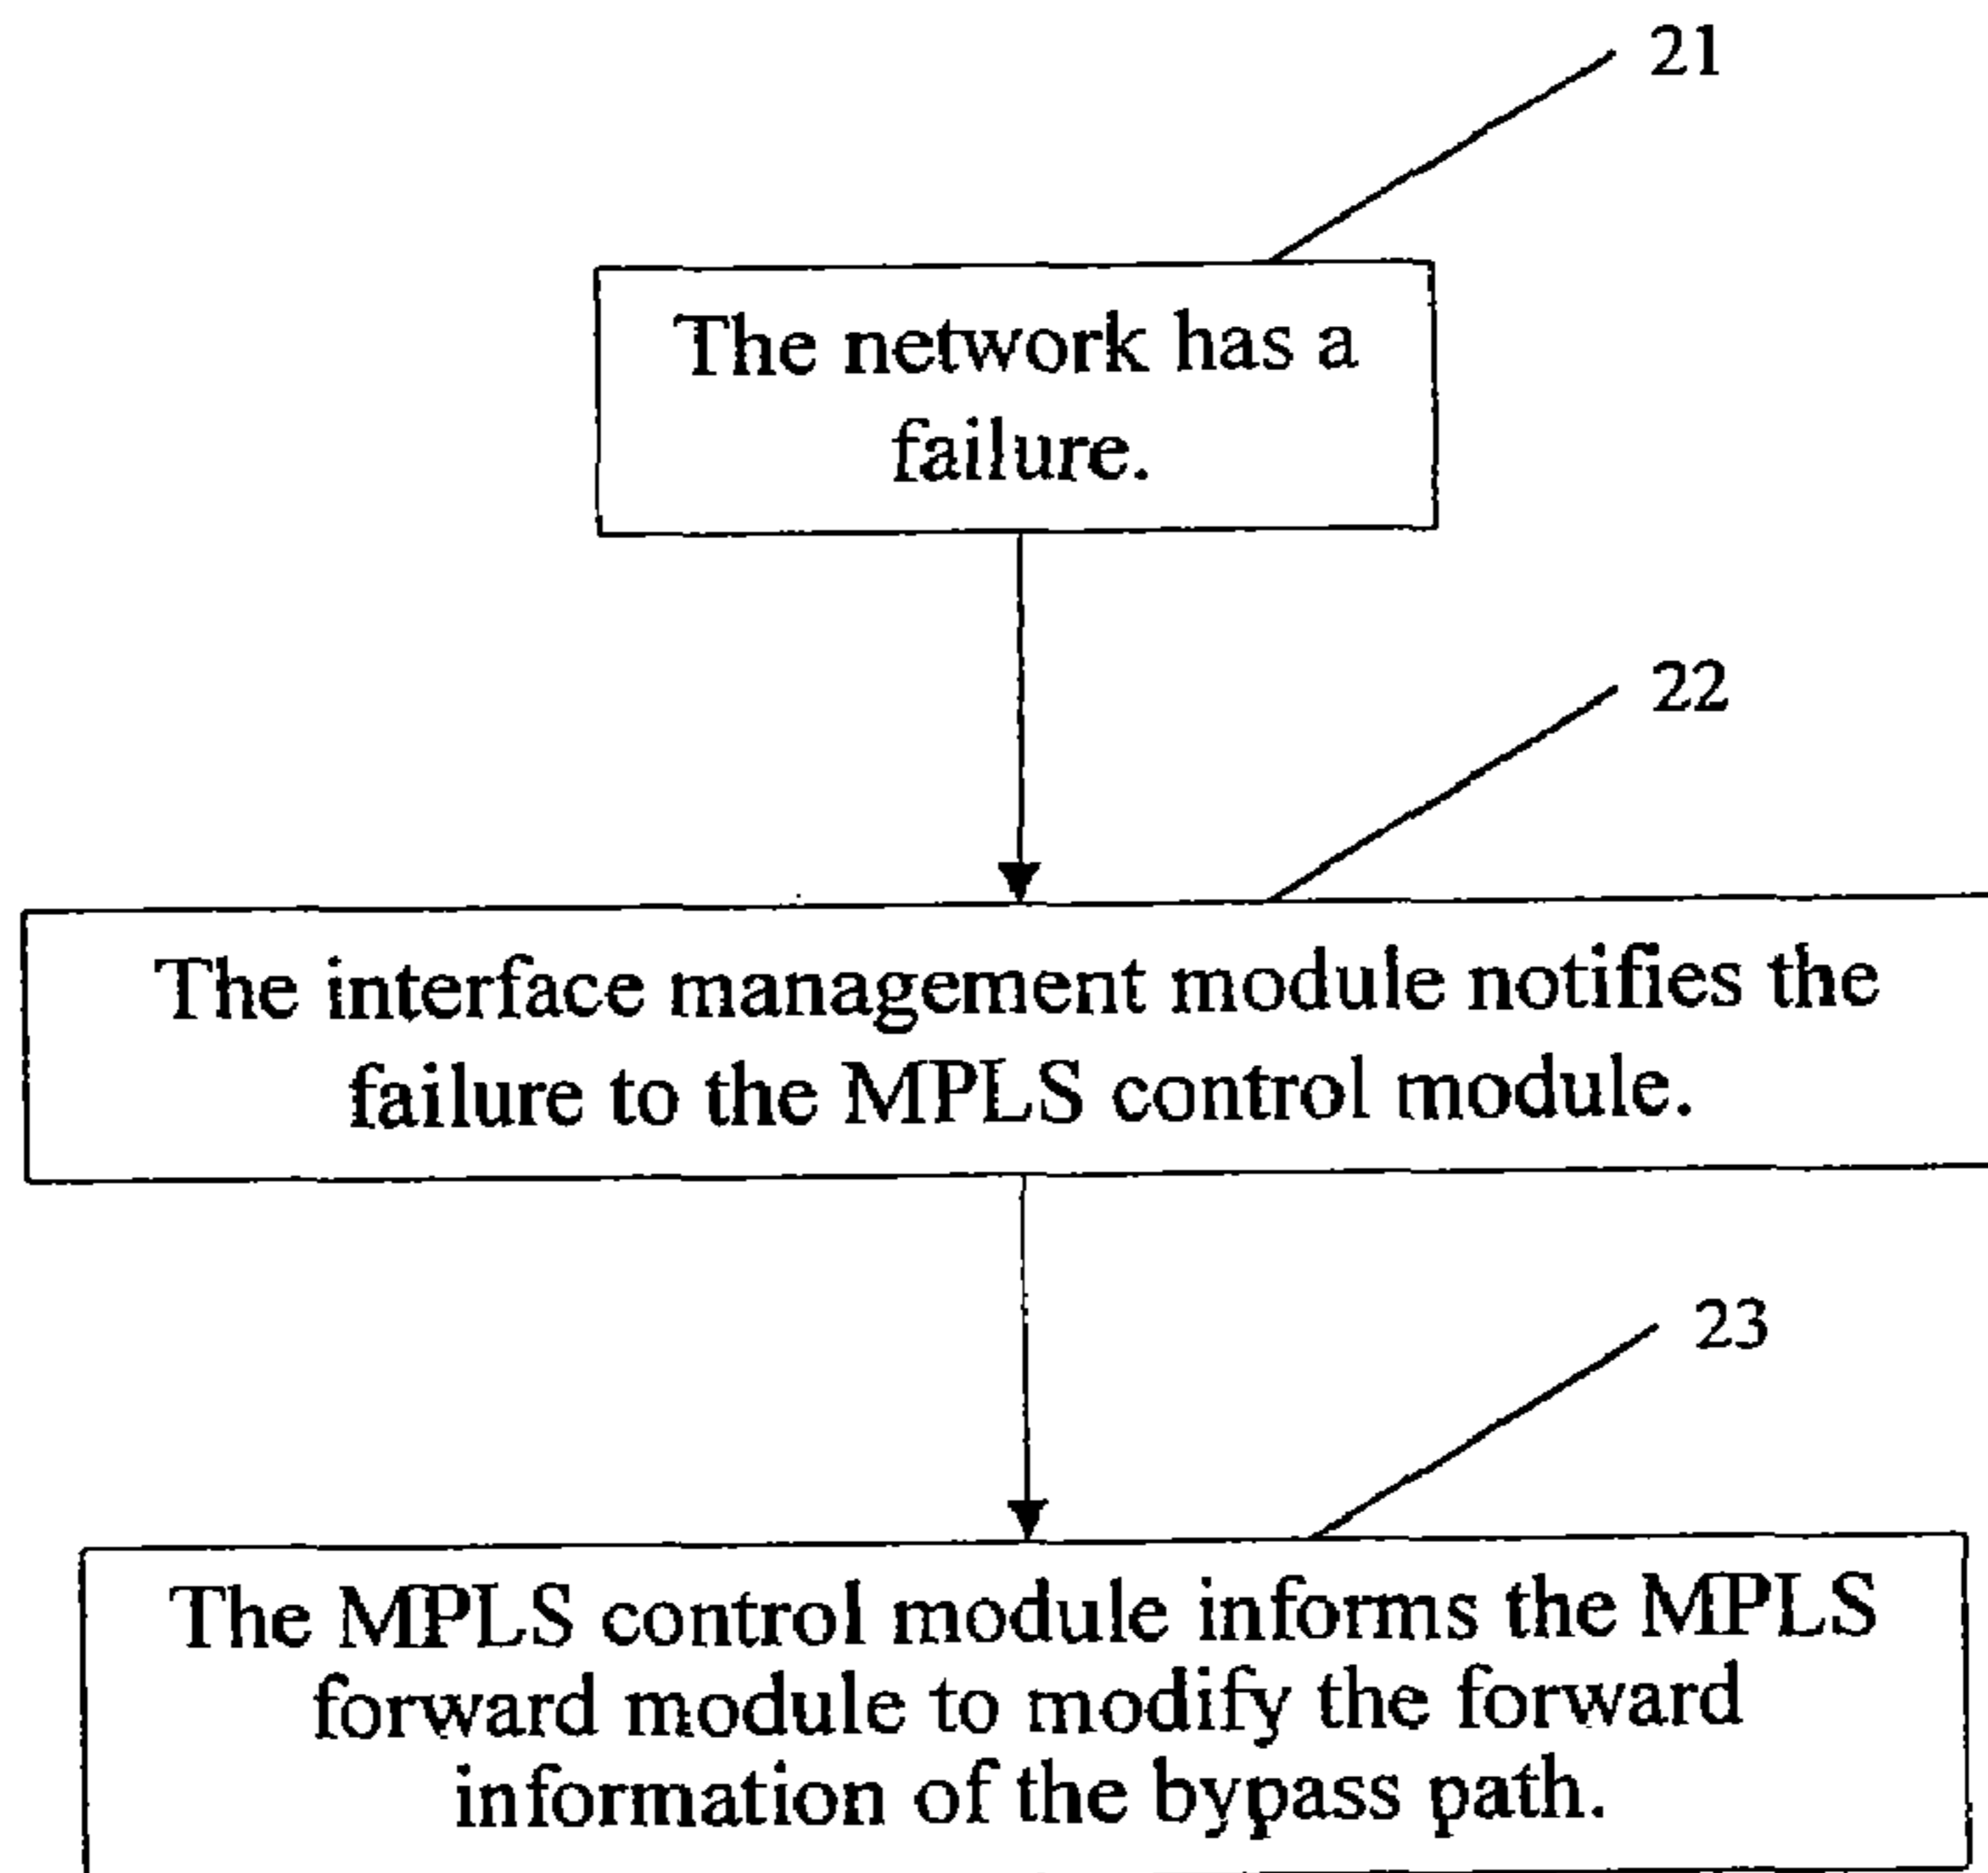 21
The network has a
failure.
22
The interface management module notifies the
failure to the MPLS control module.
23
The MPLS control module informs the MPLS
forward module to modify the forward
information of the bypass path.